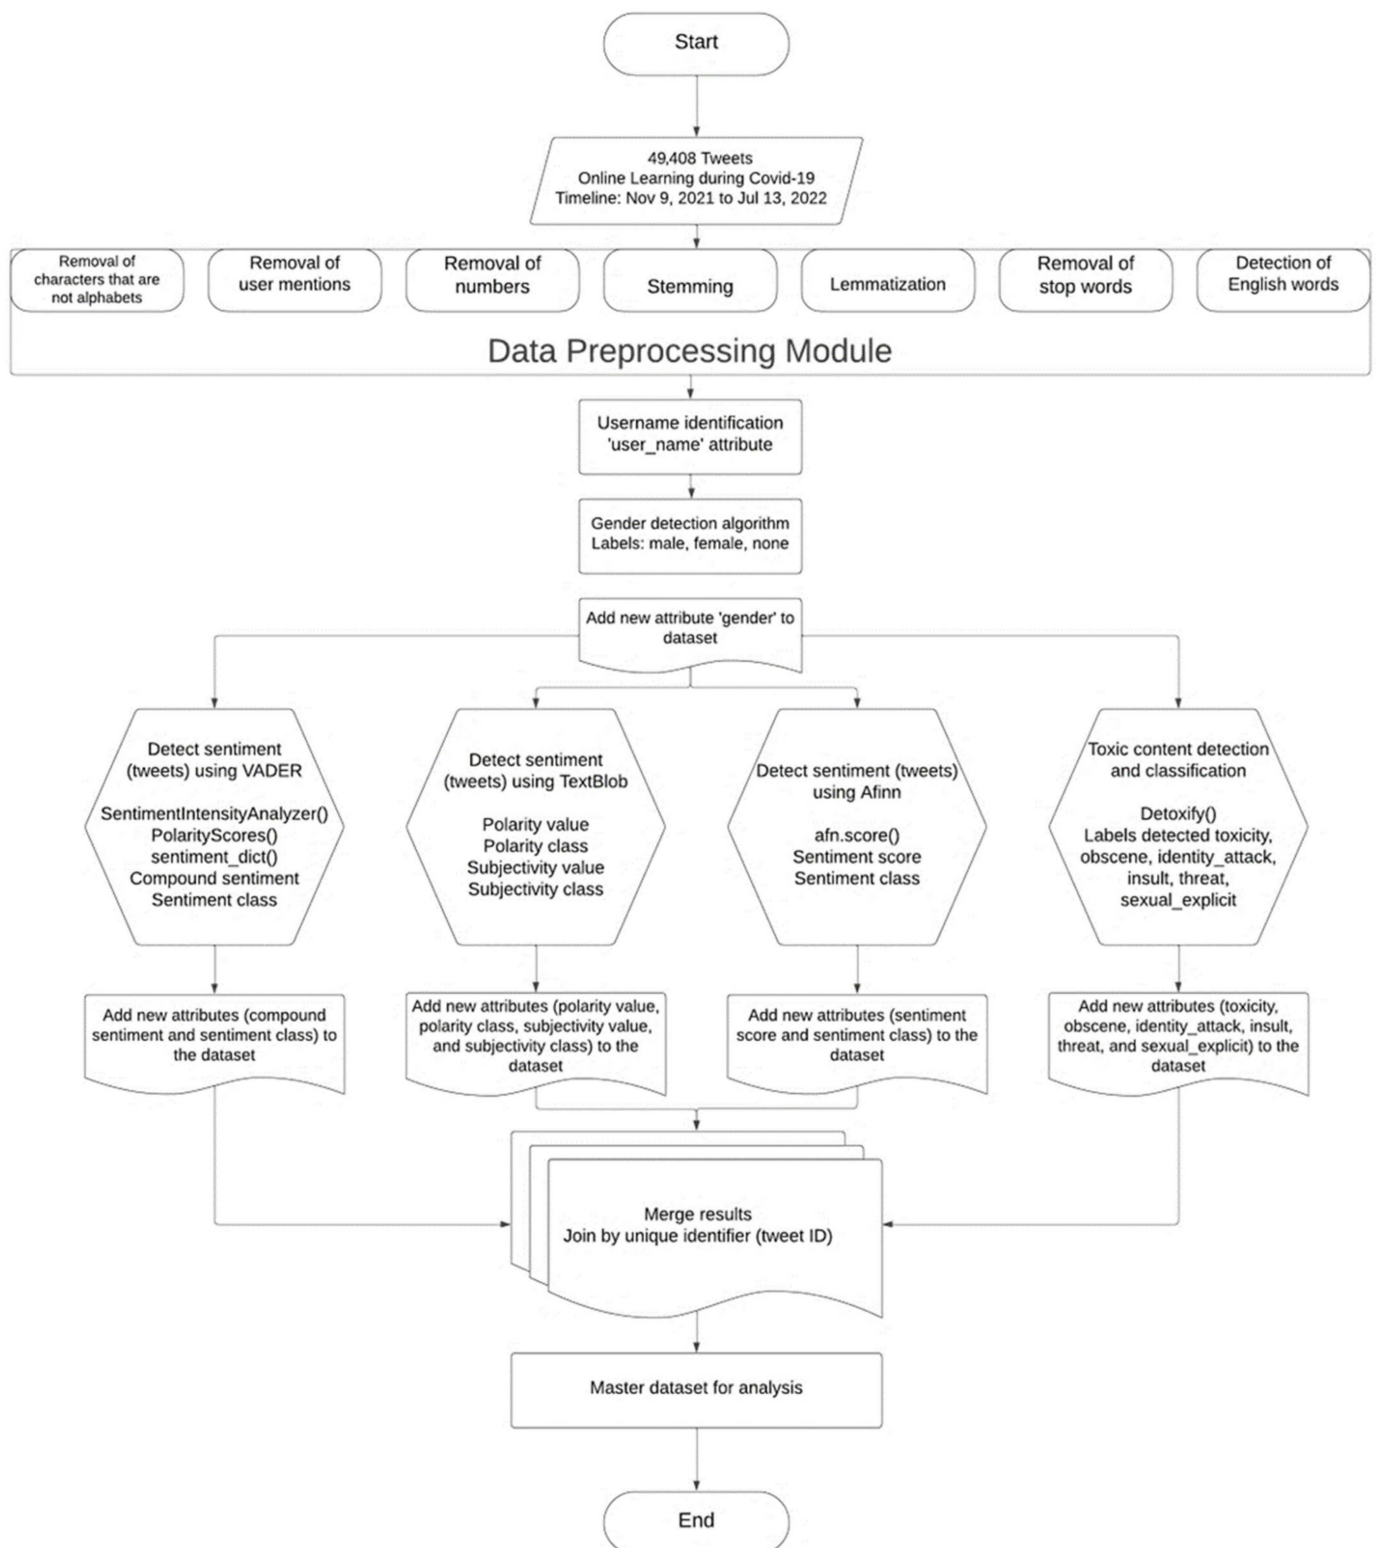 Start
49,408 Tweets
Online Learning during Covid-19
Timeline: Nov 9, 2021 to Jul 13, 2022
Removal of
characters that are
not alphabets
Removal of
user mentions
Removal of
numbers
Stemming
Lemmatization
Removal of
stop words
Detection of
English words
Data Preprocessing Module
Username identification
'user_name' attribute
Gender detection algorithm
Labels: male, female, none
Add new attribute 'gender' to
dataset
Detect sentiment
(tweets) using VADER
SentimentIntensityAnalyzer()
PolarityScores()
sentiment_dict()
Compound sentiment
Sentiment class
Detect sentiment
(tweets) using TextBlob
Polarity value
Polarity class
Subjectivity value
Subjectivity class
Detect sentiment (tweets)
using Afinn
afn.score()
Sentiment score
Sentiment class
Toxic content detection
and classification
Detoxify()
Labels detected toxicity,
obscene, identity_attack,
insult, threat,
sexual_explicit
Add new attributes (compound
sentiment and sentiment class) to
the dataset
Add new attributes (polarity value,
polarity class, subjectivity value,
and subjectivity class) to the
dataset
Add new attributes (sentiment
score and sentiment class) to the
dataset
Add new attributes (toxicity,
obscene, identity_attack, insult,
threat, and sexual_explicit) to the
dataset
Merge results
Join by unique identifier (tweet ID)
Master dataset for analysis
End